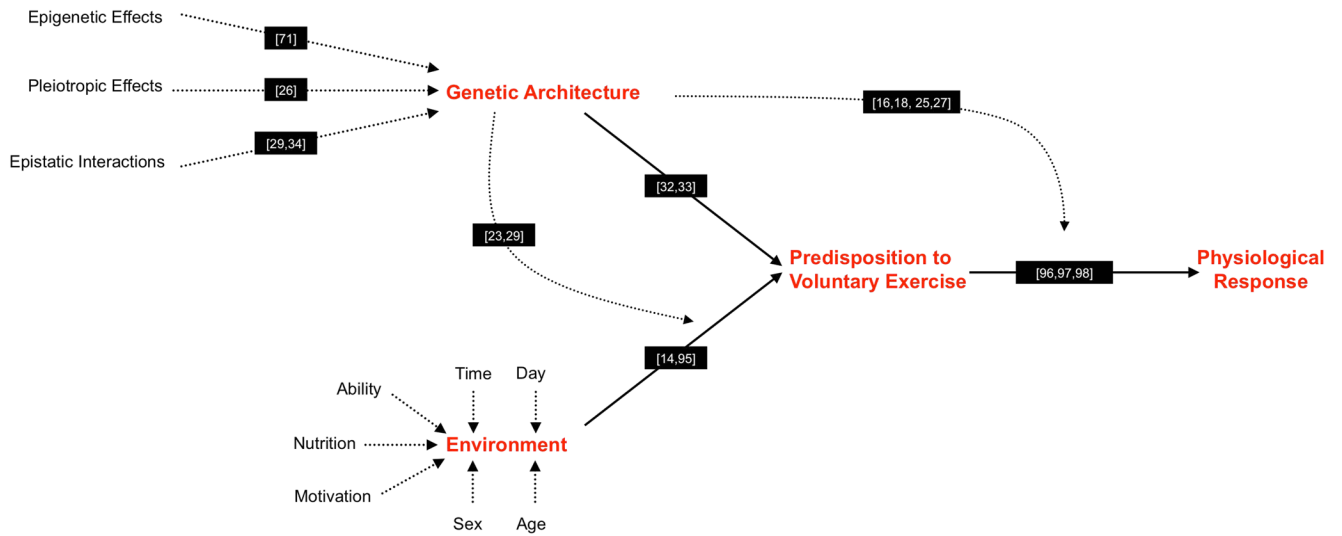 Epigenetic Effects
[71]
Pleiotropic Effects
[26]
Genetic Architecture
[16,18, 25,27]
[29,34]
Epistatic Interactions
[32,33]
[23,29]
Predisposition to
Voluntary Exercise
[96,97,98]
Physiological
Response
[14,95]
Time
Day
Ability
Nutrition
Environment
Motivation
Sex
Age